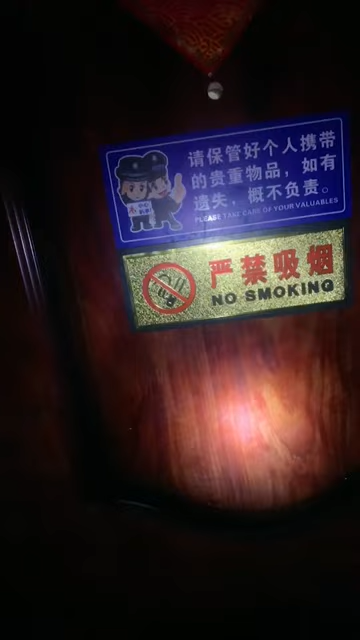 请保管好个人携带
的贵重物品，如有
遗失，概不负责。
PLEASE TAKE CARE OF YOUR VALUABLES
严禁吸烟
NO SMOKING